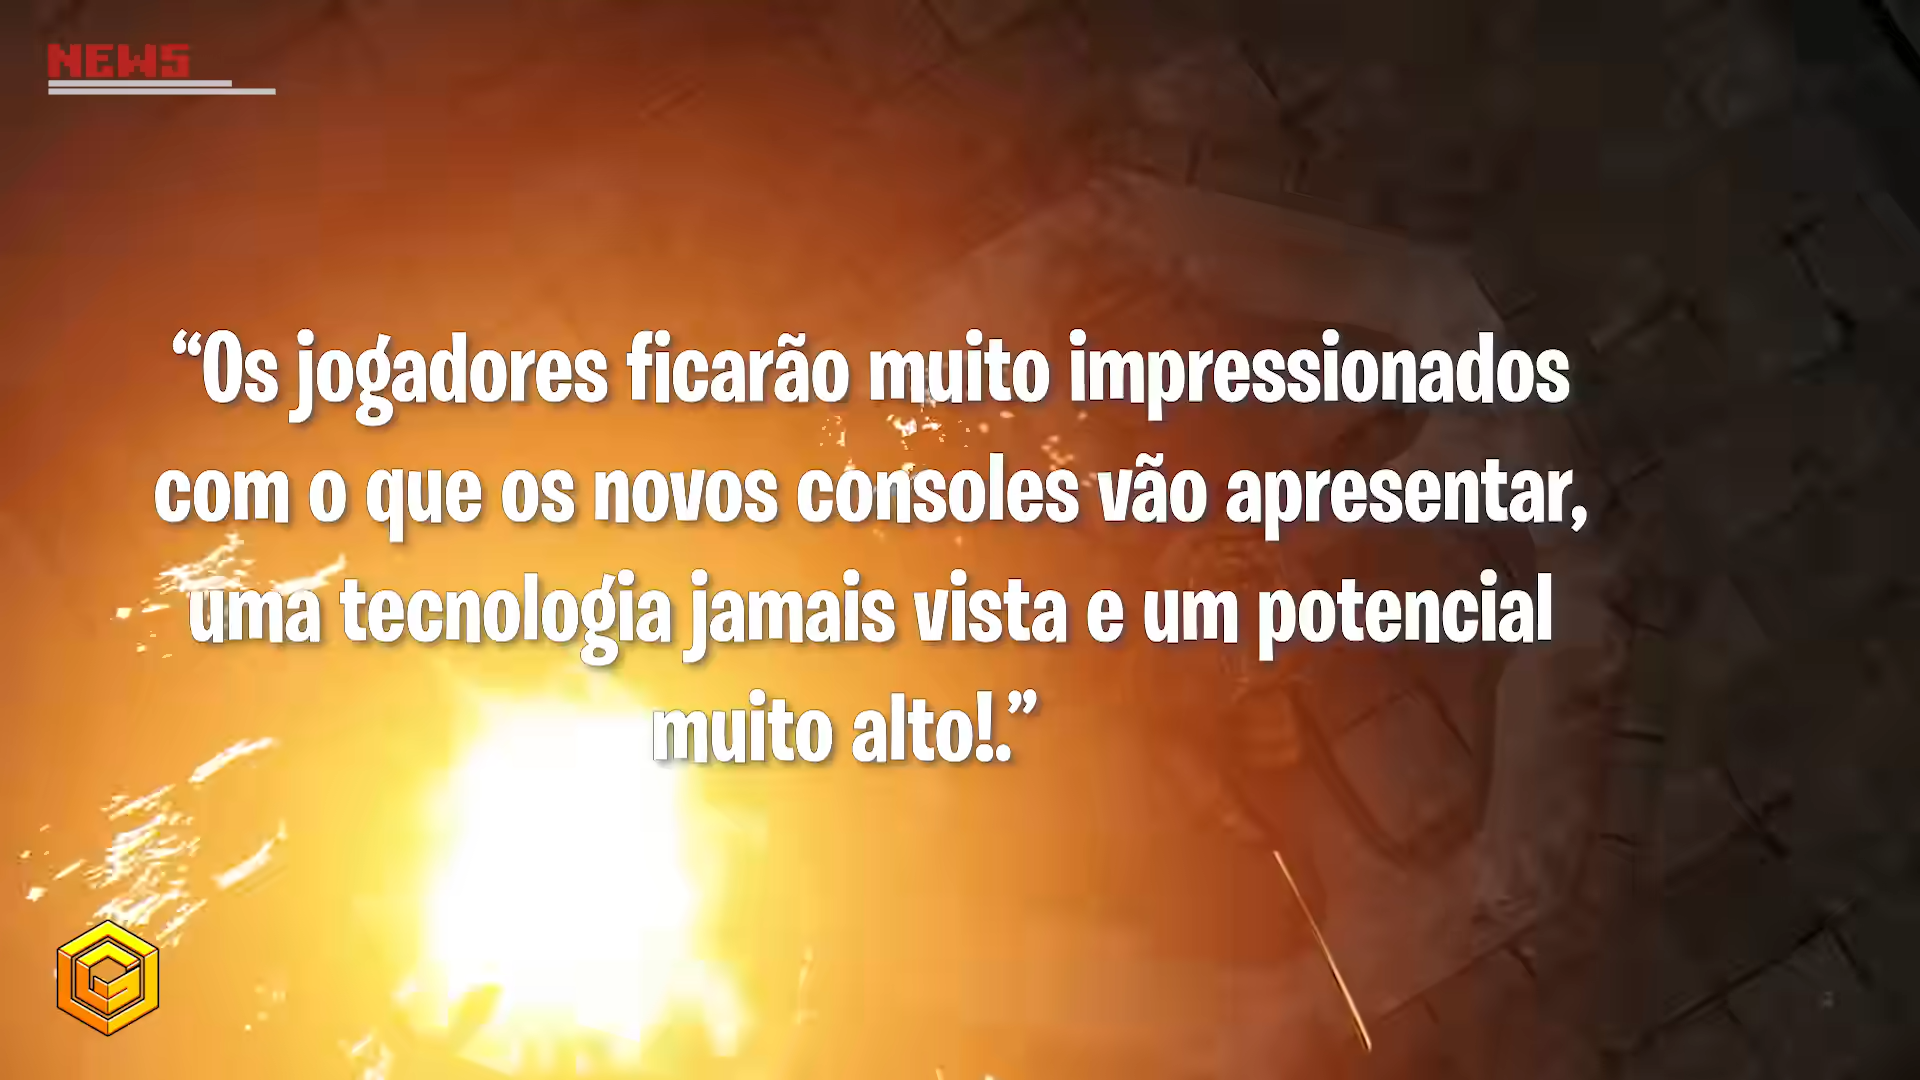 NEWS
“Os jogadores ficarão muito impressionados
com o que os novos consoles vão apresentar,
uma tecnologia jamais vista e um potencial
muito alto!.”